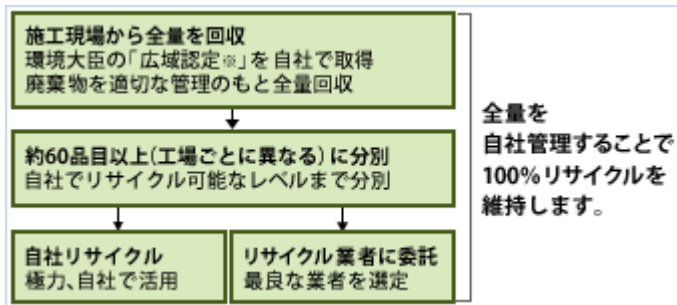 施工現場から全量を回収
環境大臣の「広域認定※」を自社で取得
廃棄物を適切な管理のもと全量回収
約60品目以上(工場ごとに異なる)に分別
自社でリサイクル可能なレベルまで分別
自社リサイクル
極力、自社で活用
リサイクル業者に委託
最良な業者を選定
全量を
自社管理することで
100%リサイクルを
維持します。